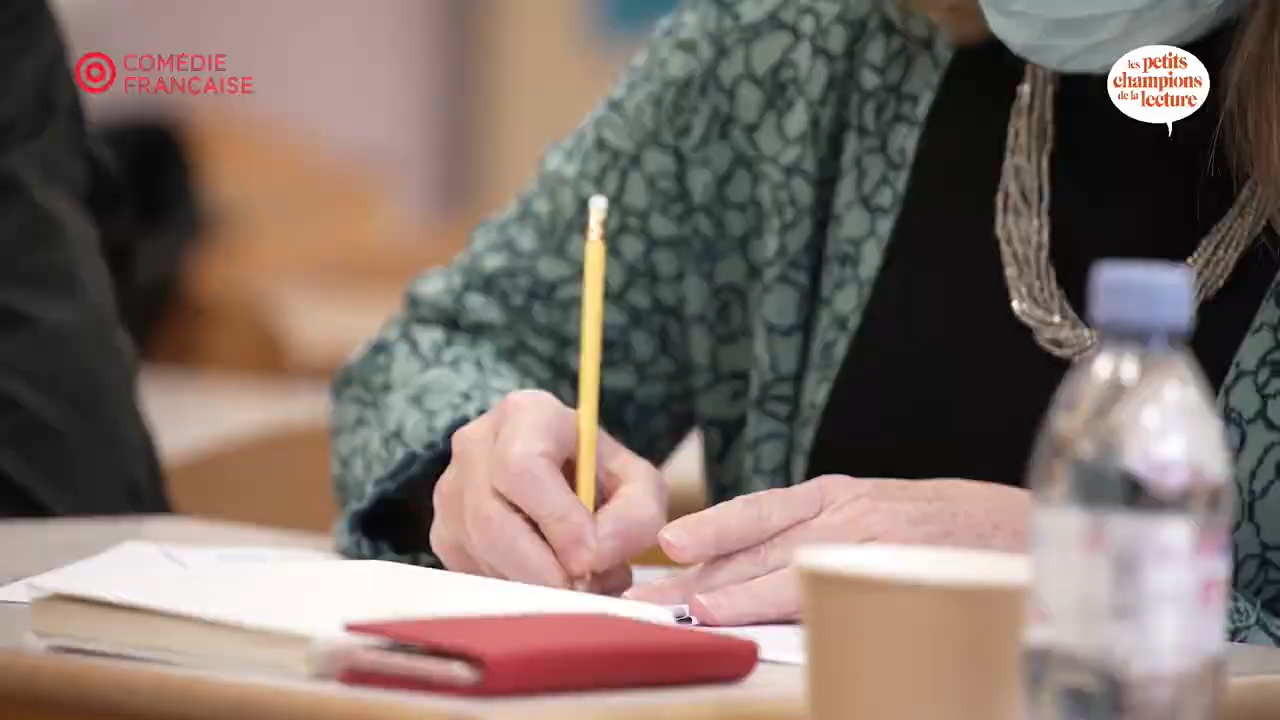 COMÉDIE
FRANÇAISE
les petits
champions
de la lecture